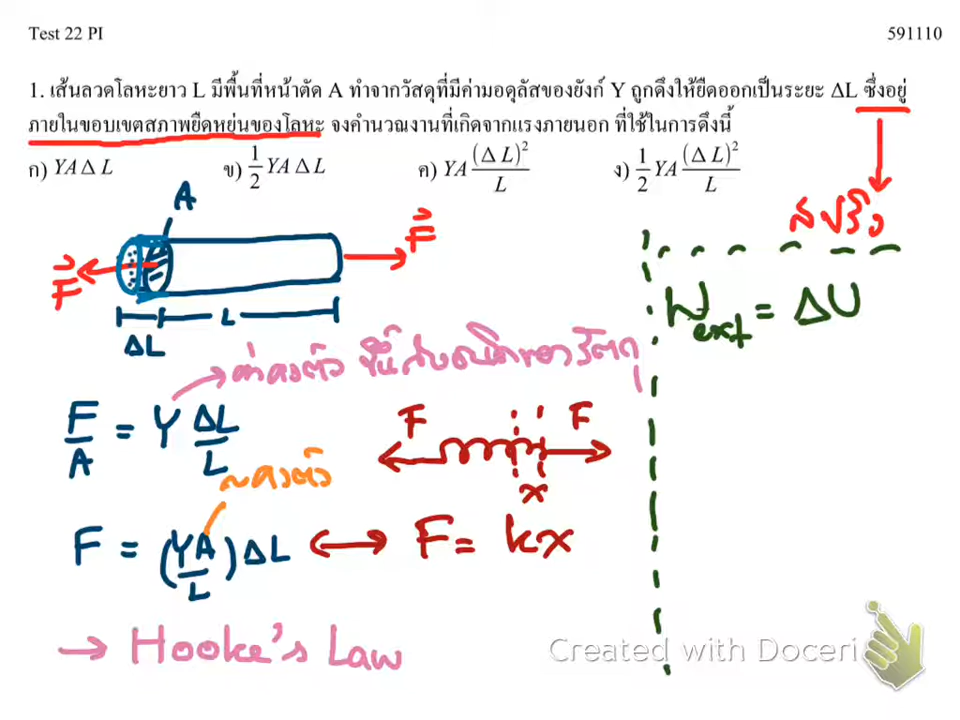 Test 22 PI 591110
1. เส้นลวดโลหะยาว L มีพื้นที่หน้าตัด A ทำจากวัสดุที่มีค่ามอดุลัสของยังก์ Y ถูกดึงให้ยืดออกเป็นระยะ ΔL ซึ่งอยู่
ภายในขอบเขตสภาพยืดหยุ่นของโลหะ จงคำนวณงานที่เกิดจากแรงภายนอก ที่ใช้ในการดึงนี้
ก) YAΔL ข) 1/2 YAΔL ค) YA (ΔL)²/L ง) 1/2 YA (ΔL)²/L
A
สปริง
F⃗
F⃗
ΔL L
W_ext = ΔU
ค่าคงตัว ขึ้นกับชนิดของวัสดุ
F/A = Y ΔL/L
F F
x
คงตัว
F = (YA/L) ΔL ↔ F = kx
→ Hooke's Law
Created with Doceri